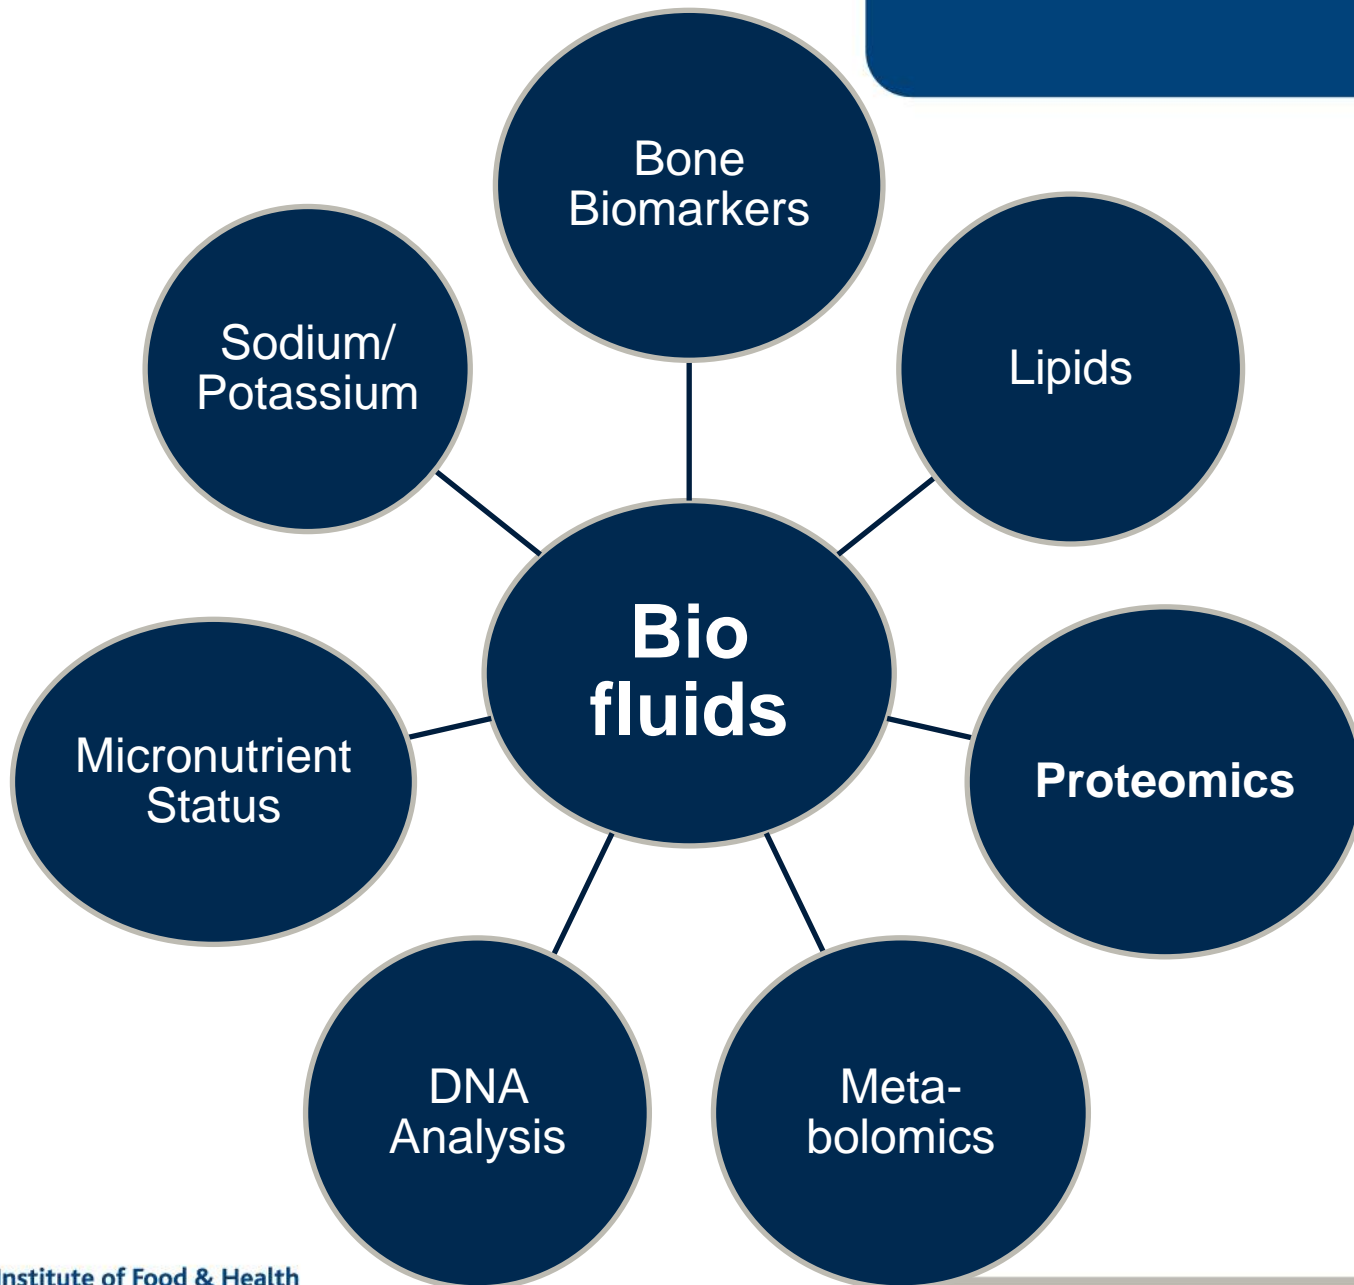 Bone
Biomarkers
Sodium/
Potassium
Lipids
Bio
fluids
Micronutrient
Status
Proteomics
DNA
Analysis
Meta-
bolomics
Institute of Food & Health